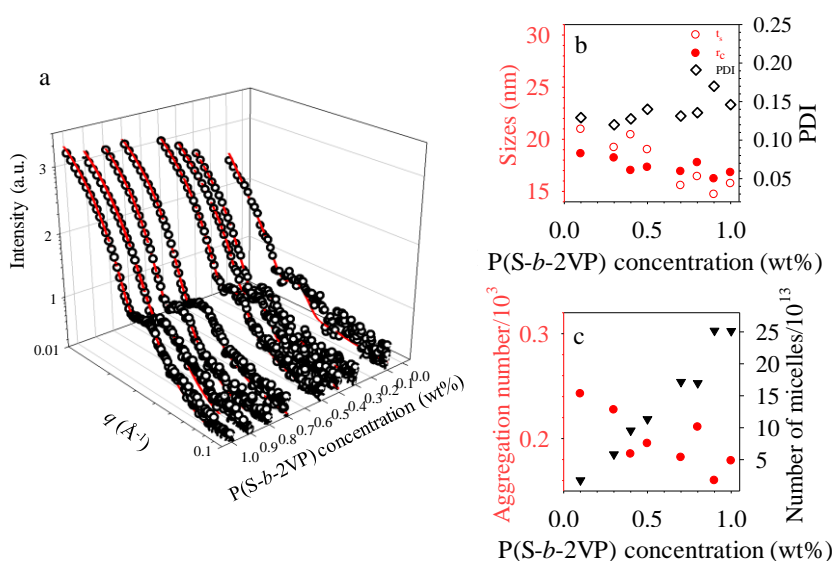 a
Intensity (a.u.)
3
2
1
0.01
q (Å-1)
0.1
1.0 0.9 0.8 0.7 0.6 0.5 0.4 0.3 0.2 0.1 0.0
P(S-b-2VP) concentration (wt%)
b
Sizes (nm)
30
25
20
15
ts
rc
PDI
0.25
0.20
0.15
0.10
0.05
PDI
0.0 0.5 1.0
P(S-b-2VP) concentration (wt%)
c
Aggregation number/10³
0.3
0.2
25
20
15
10
5
Number of micelles/10¹³
0.0 0.5 1.0
P(S-b-2VP) concentration (wt%)